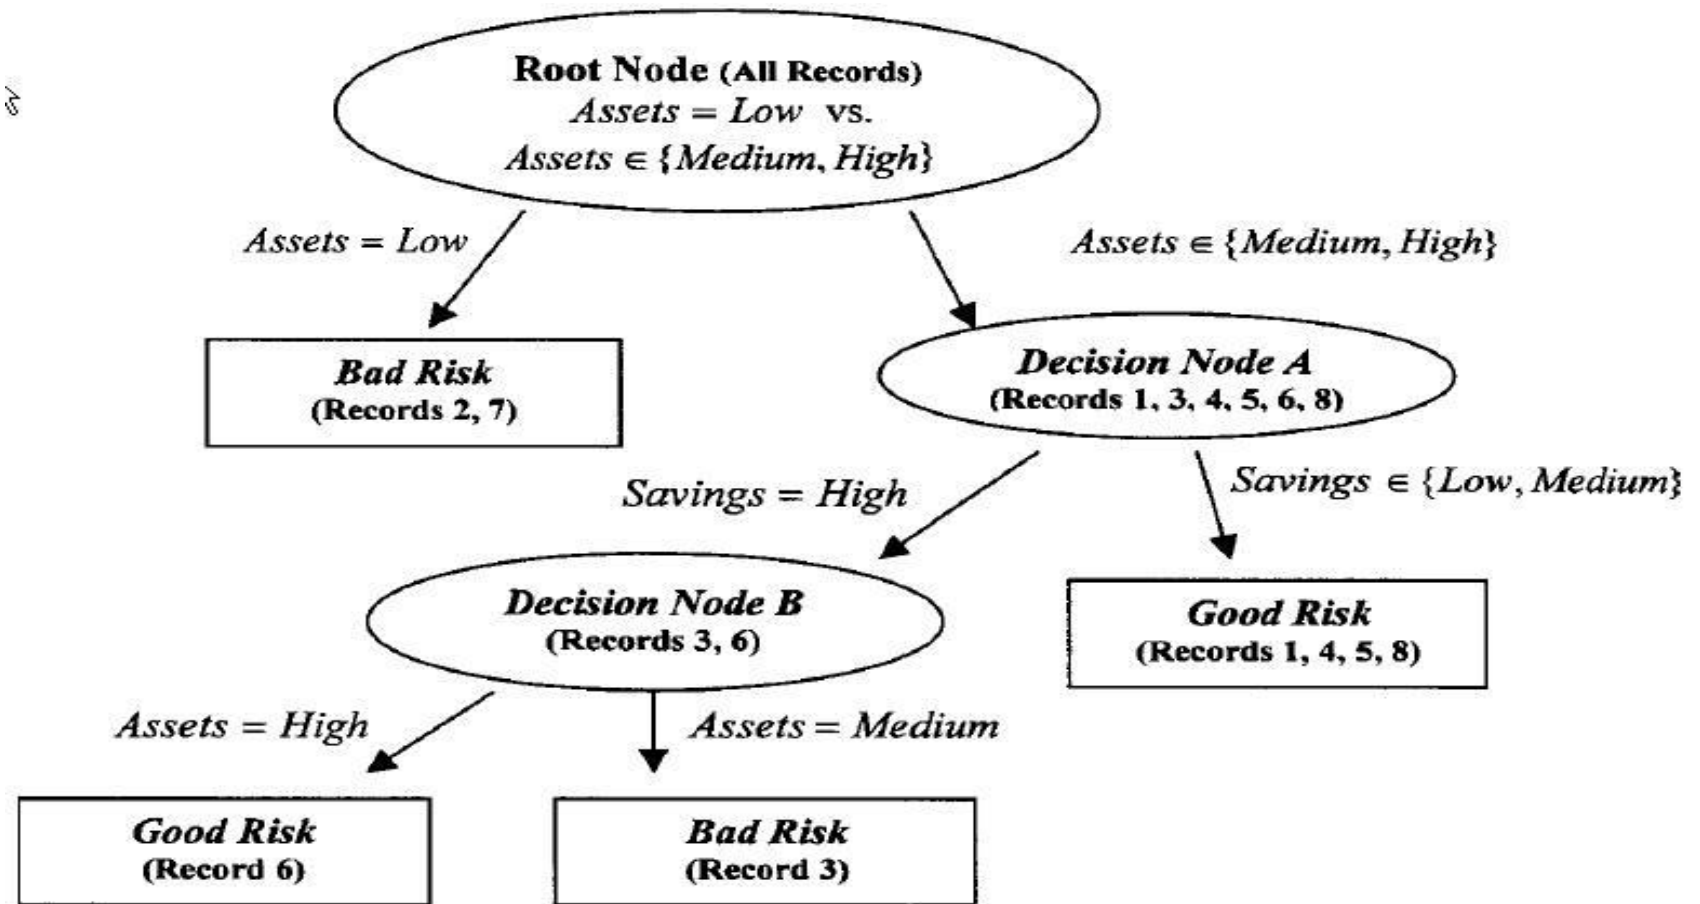 Root Node (All Records)
Assets = Low vs.
Assets ∈ {Medium, High}
Assets = Low
Assets ∈ {Medium, High}
Bad Risk
(Records 2, 7)
Decision Node A
(Records 1, 3, 4, 5, 6, 8)
Savings = High
Savings ∈ {Low, Medium}
Decision Node B
(Records 3, 6)
Good Risk
(Records 1, 4, 5, 8)
Assets = High
Assets = Medium
Good Risk
(Record 6)
Bad Risk
(Record 3)